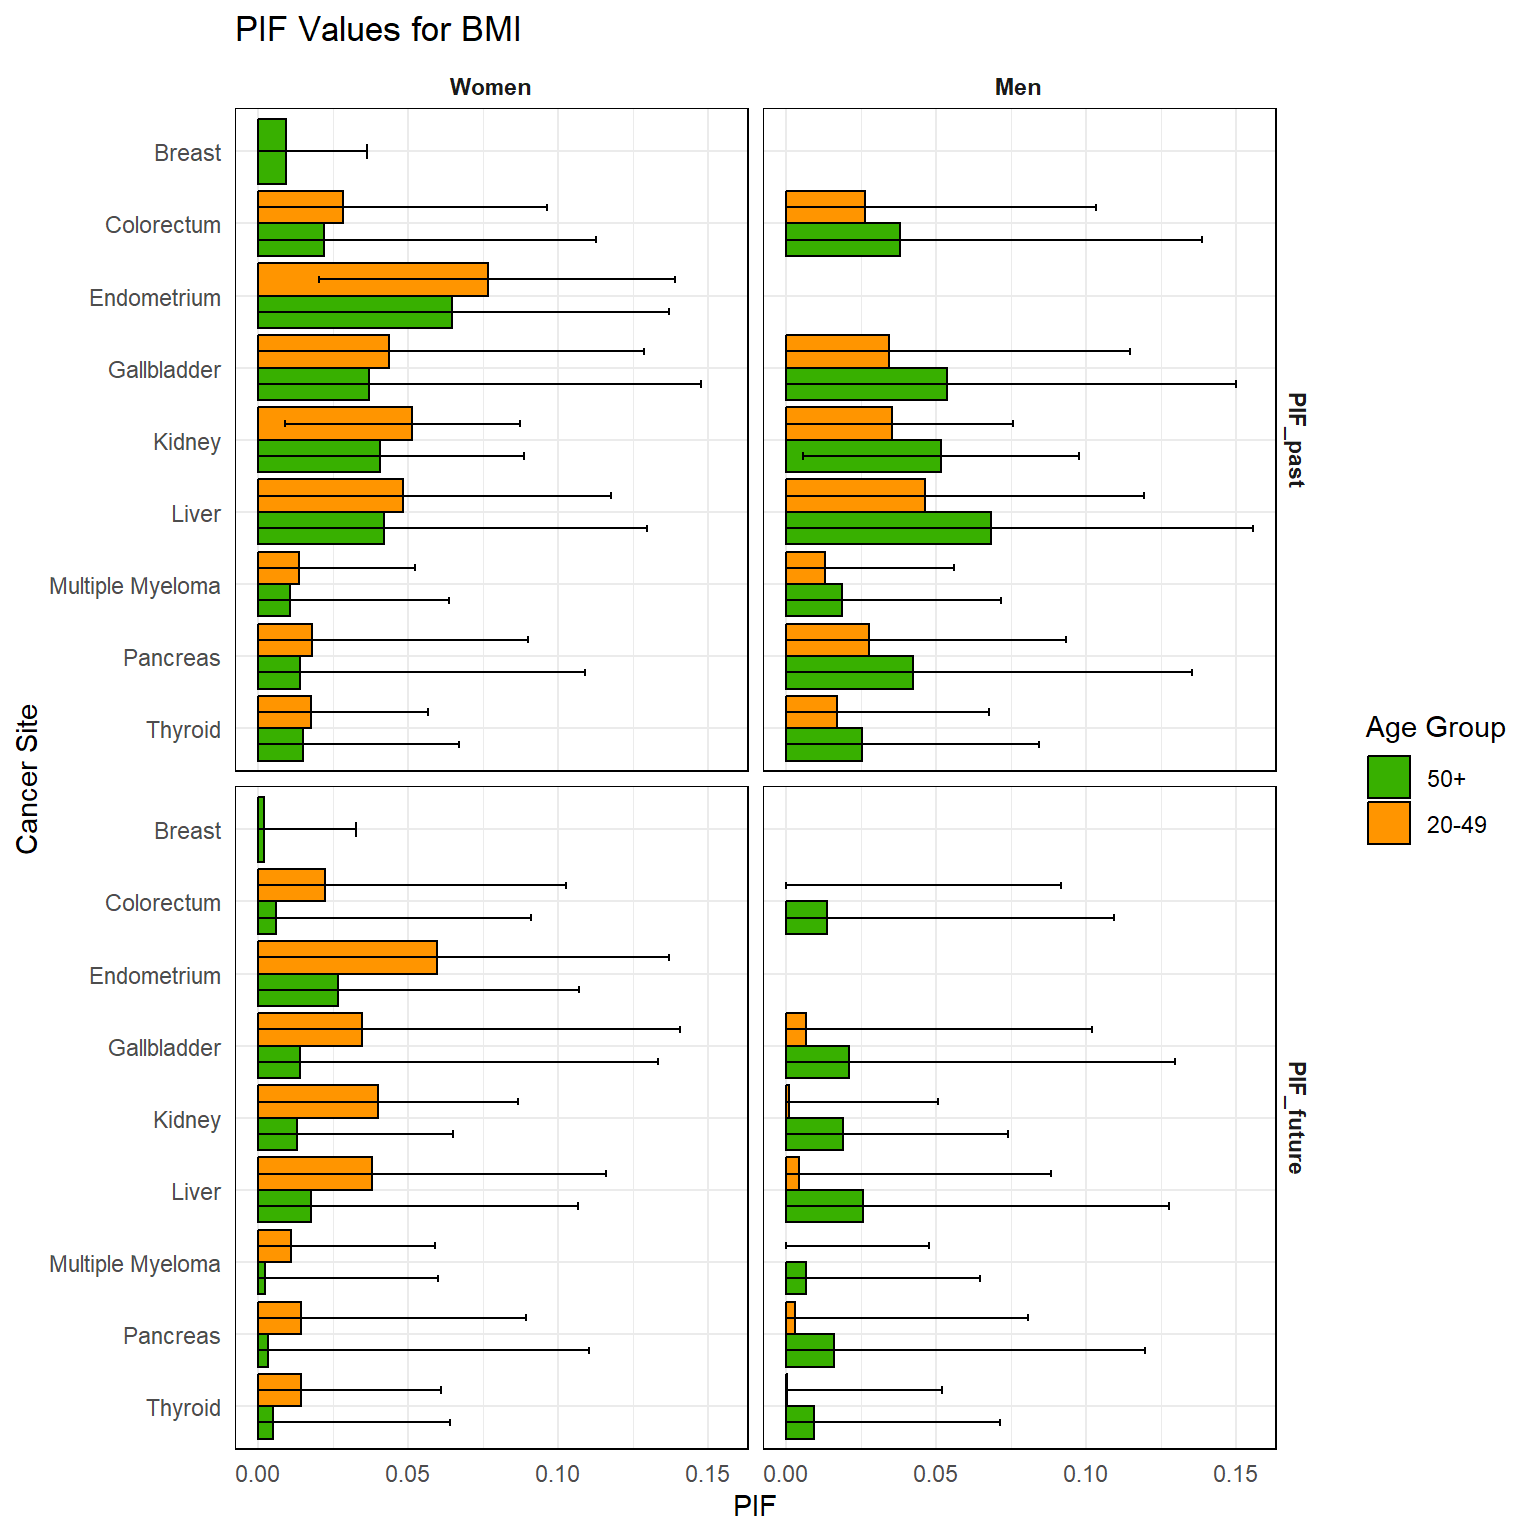 PIF Values for BMI
Women
Men
Breast
Colorectum
Endometrium
Gallbladder
Kidney
Liver
Multiple Myeloma
Pancreas
Thyroid
PIF_past
Breast
Colorectum
Endometrium
Gallbladder
Kidney
Liver
Multiple Myeloma
Pancreas
Thyroid
PIF_future
Cancer Site
0.00 0.05 0.10 0.15 0.00 0.05 0.10 0.15
PIF
Age Group
50+
20-49